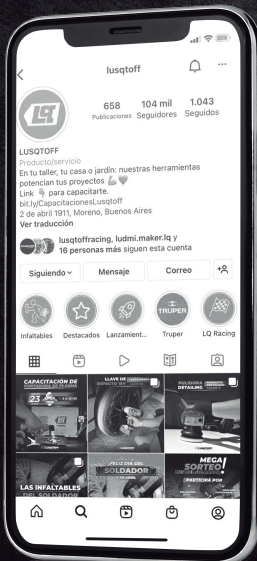 lusqtoff
LQT
658 104 mil 1.043
Publicaciones Seguidores Seguidos
LUSQTOFF
Producto/servicio
En tu taller, tu casa o jardín: nuestras herramientas
potencian tus proyectos
Link para capacitarte.
bit.ly/CapacitacionesLusqtoff
2 de abril 1911, Moreno, Buenos Aires
Ver traducción
lusqtoffracing, ludmi.maker.lq y
16 personas más siguen esta cuenta
Siguiendo Mensaje Correo
TRUPER
Infaltables Destacados Lanzamient... Truper LQ Racing
CAPACITACIÓN DE
23
LLAVE DE
IMPACTO
PULIDORA
DETAILING
LAS INFALTABLES
DEL SOLDADOR
¡FELIZ DÍA DEL
SOLDADOR
MEGA
SORTEO!
PARTICIPÁ POR